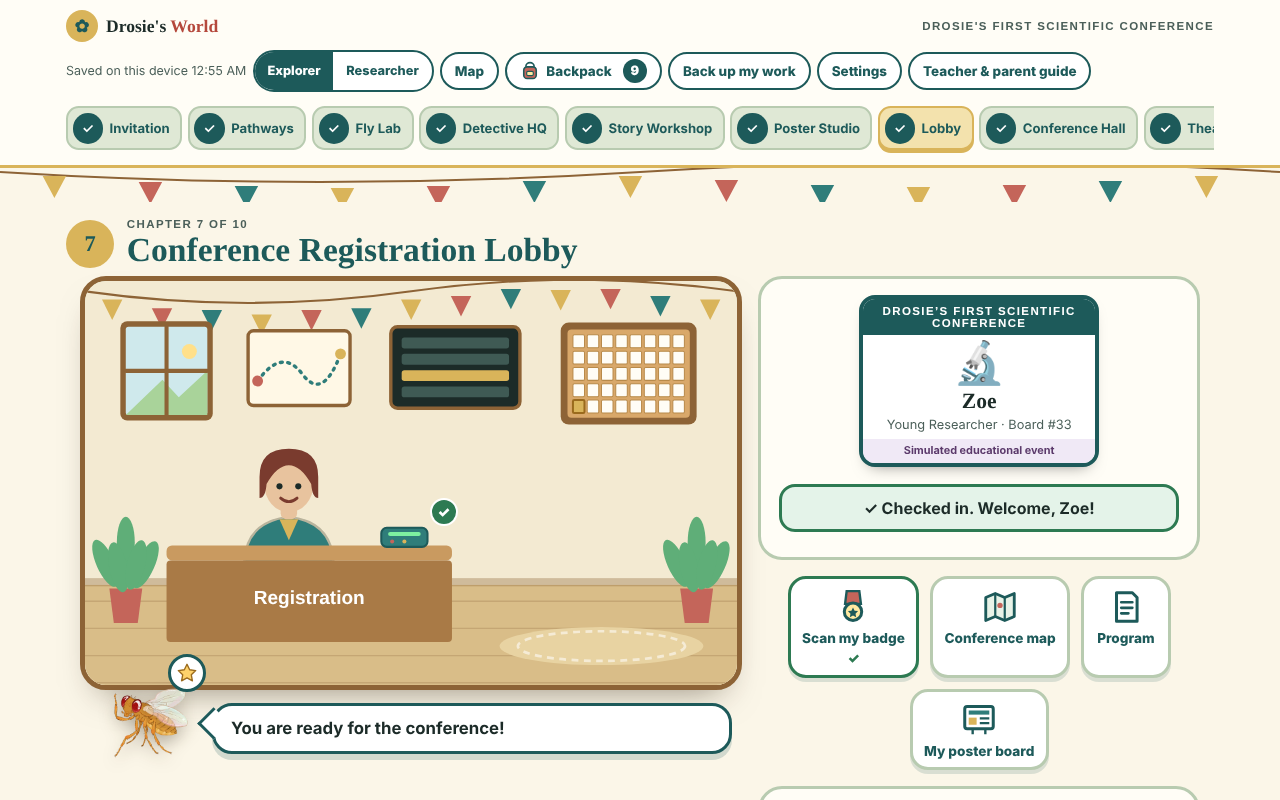 Drosie's World
DROSIE'S FIRST SCIENTIFIC CONFERENCE
Saved on this device 12:55 AM
Explorer
Researcher
Map
Backpack 9
Back up my work
Settings
Teacher & parent guide
Invitation
Pathways
Fly Lab
Detective HQ
Story Workshop
Poster Studio
Lobby
Conference Hall
7
CHAPTER 7 OF 10
Conference Registration Lobby
Registration
You are ready for the conference!
DROSIE'S FIRST SCIENTIFIC
CONFERENCE
Zoe
Young Researcher · Board #33
Simulated educational event
✓ Checked in. Welcome, Zoe!
Scan my badge
✓
Conference map
Program
My poster board